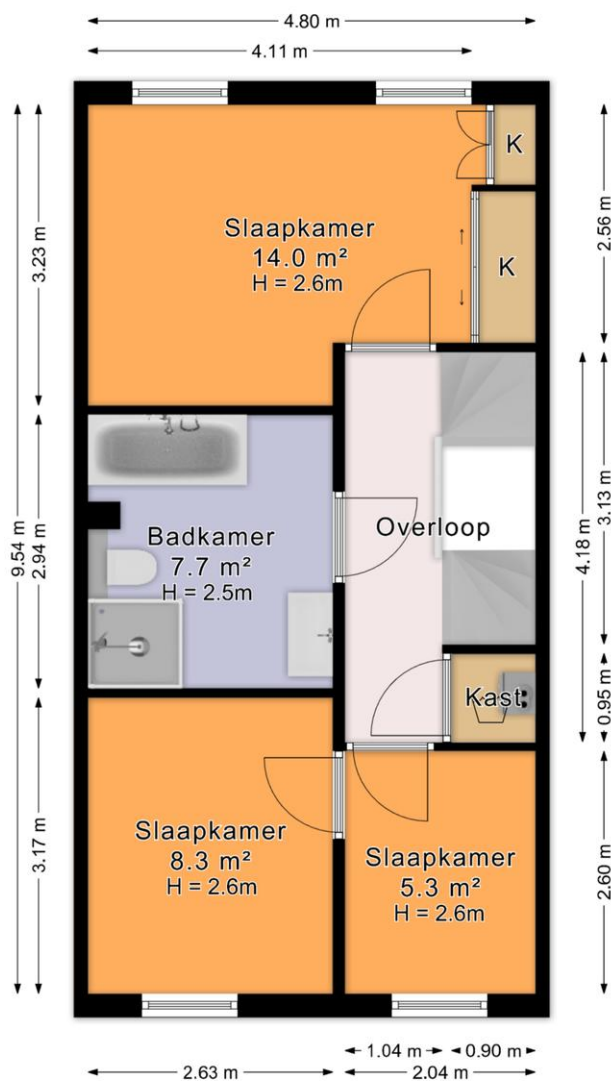 4.80 m
4.11 m
K
K
Slaapkamer
14.0 m²
H = 2.6m
3.23 m
2.56 m
9.54 m
2.94 m
Badkamer
7.7 m²
H = 2.5m
Overloop
4.18 m
3.13 m
Kast
0.95 m
3.17 m
Slaapkamer
8.3 m²
H = 2.6m
Slaapkamer
5.3 m²
H = 2.6m
2.60 m
1.04 m
0.90 m
2.63 m
2.04 m